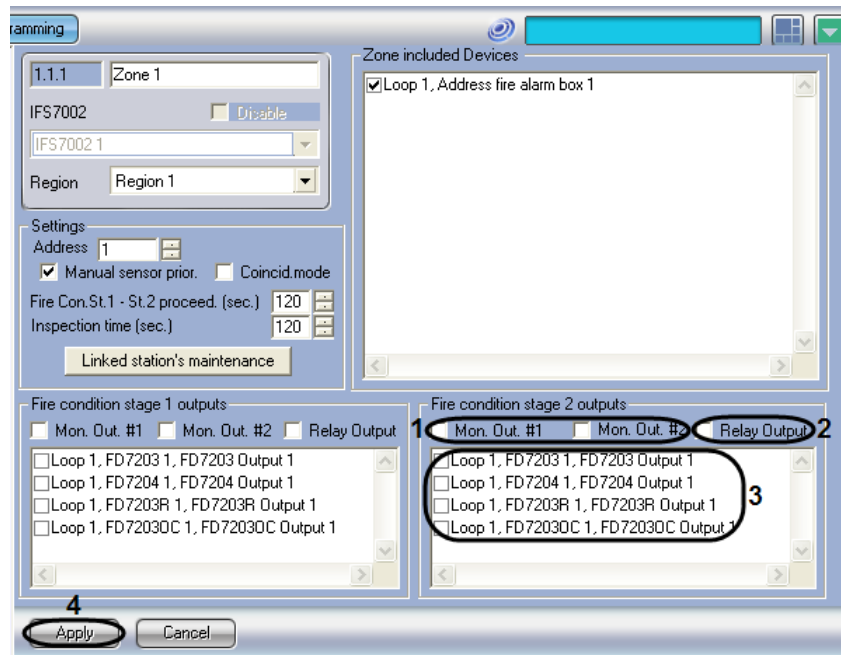 ramming
1.1.1 Zone 1
IFS7002 Disable
IFS7002 1
Region Region 1
Settings
Address 1
Manual sensor prior. Coincid.mode
Fire Con.St.1 - St.2 proceed. (sec.) 120
Inspection time (sec.) 120
Linked station's maintenance
Zone included Devices
Loop 1, Address fire alarm box 1
Fire condition stage 1 outputs
Mon. Out. #1 Mon. Out. #2 Relay Output
Loop 1, FD7203 1, FD7203 Output 1
Loop 1, FD7204 1, FD7204 Output 1
Loop 1, FD7203R 1, FD7203R Output 1
Loop 1, FD7203OC 1, FD7203OC Output 1
Fire condition stage 2 outputs
1 Mon. Out. #1 Mon. Out. #2 Relay Output 2
Loop 1, FD7203 1, FD7203 Output 1
Loop 1, FD7204 1, FD7204 Output 1
Loop 1, FD7203R 1, FD7203R Output 1
3
Loop 1, FD7203OC 1, FD7203OC Output 1
4
Apply Cancel